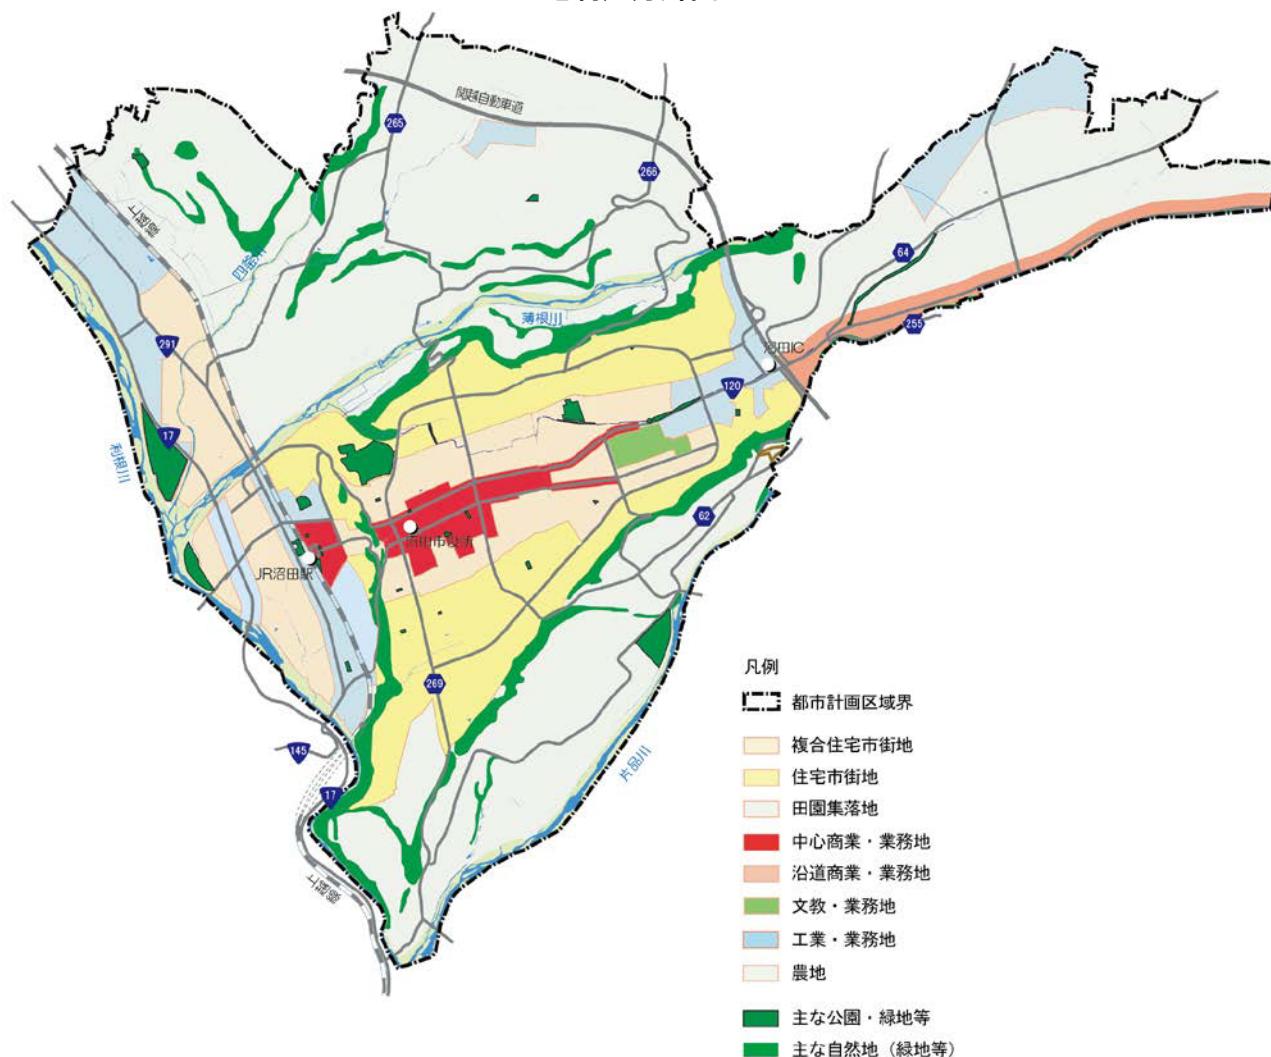 関越自動車道
265
266
上越線
四釜川
64
薄根川
255
291
沼田IC
120
17
利根川
62
沼田市役所
JR沼田駅
269
145
17
片品川
上越線
凡例
都市計画区域界
複合住宅市街地
住宅市街地
田園集落地
中心商業・業務地
沿道商業・業務地
文教・業務地
工業・業務地
農地
主な公園・緑地等
主な自然地（緑地等）